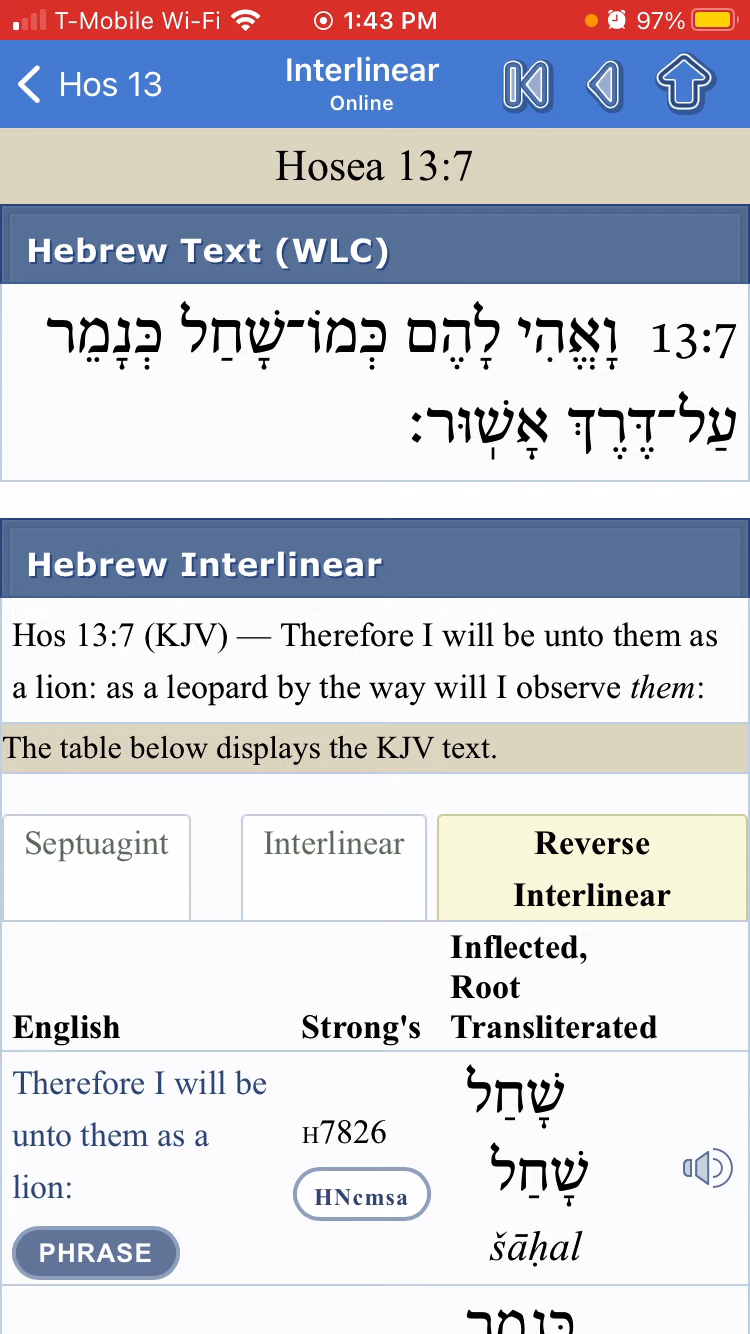 T-Mobile Wi-Fi 1:43 PM 97%
Hos 13 Interlinear
Online
Hosea 13:7
Hebrew Text (WLC)
13:7 וָאֱהִי לָהֶם כְּמוֹ־שָׁחַל כְּנָמֵר
עַל־דֶּרֶךְ אָשֽׁוּר׃
Hebrew Interlinear
Hos 13:7 (KJV) — Therefore I will be unto them as
a lion: as a leopard by the way will I observe them:
The table below displays the KJV text.
Septuagint Interlinear Reverse
Interlinear
English Strong's Inflected,
Root
Transliterated
Therefore I will be
unto them as a
lion:
PHRASE
H7826
HNcmsa
שָׁחַל
שָׁחַל
šāḥal